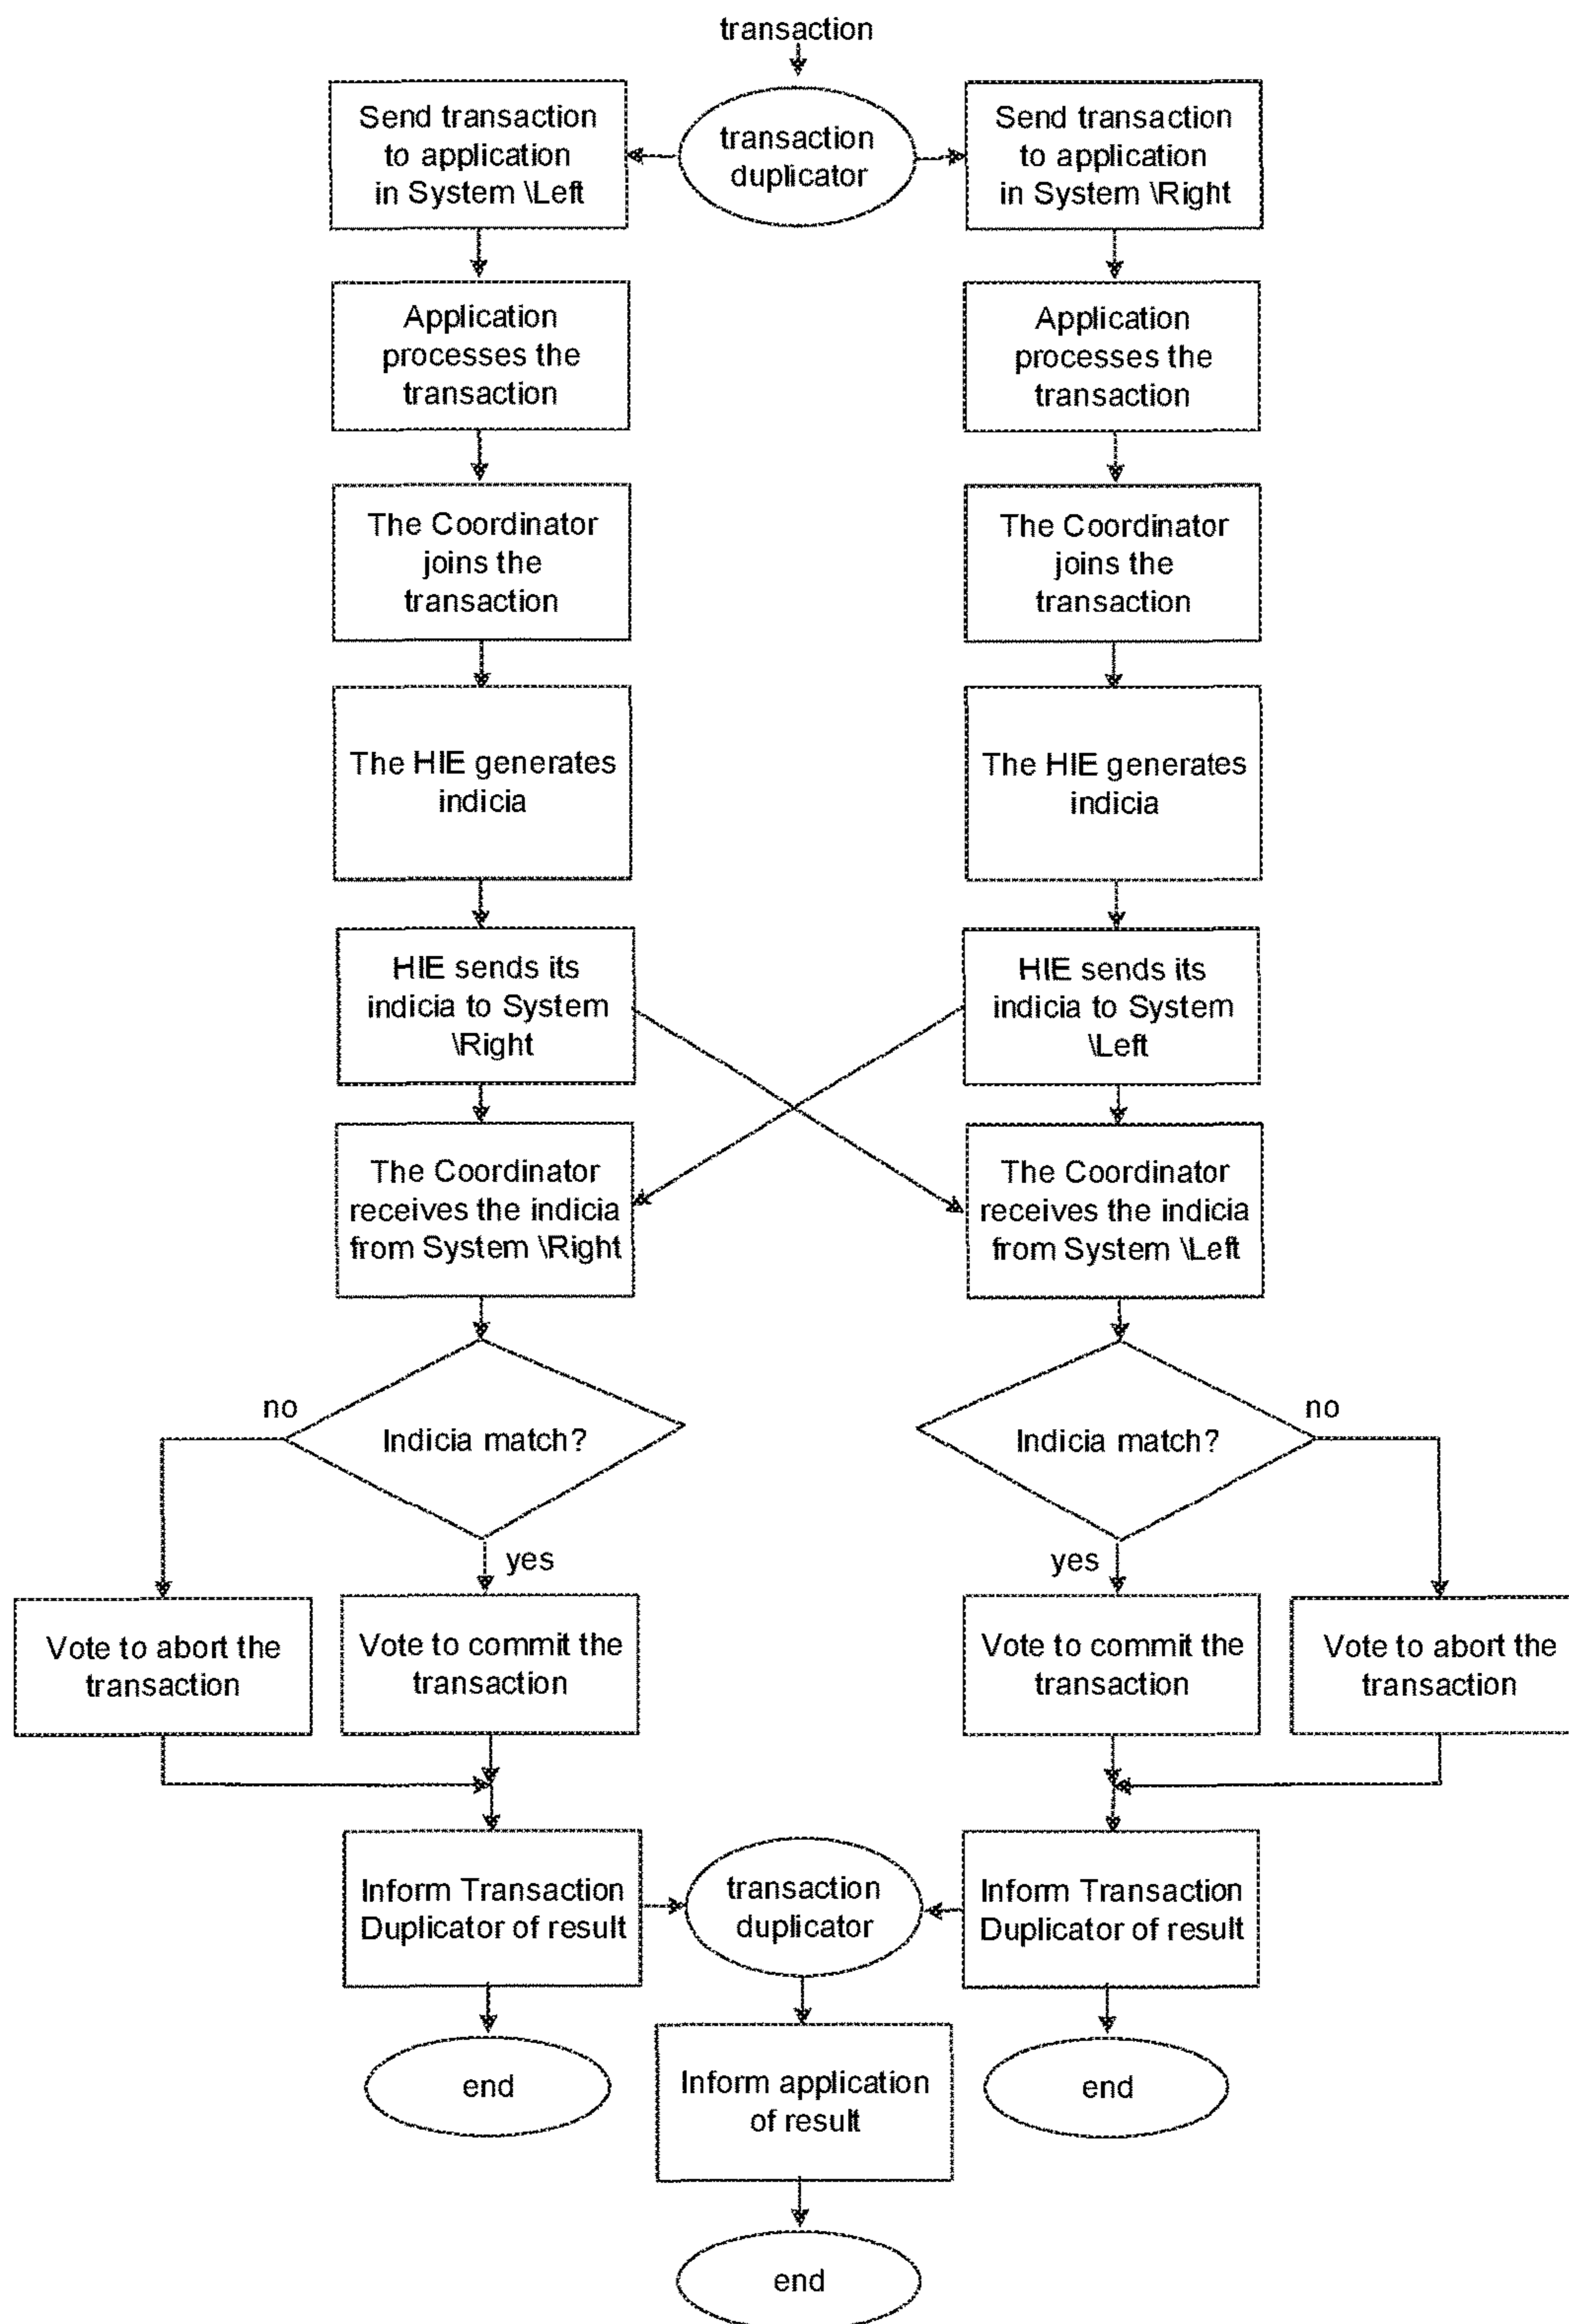 transaction
Send transaction
to application
in System \Left
transaction
duplicator
Send transaction
to application
in System \Right
Application
processes the
transaction
Application
processes the
transaction
The Coordinator
joins the
transaction
The Coordinator
joins the
transaction
The HIE generates
indicia
The HIE generates
indicia
HIE sends its
indicia to System
\Right
HIE sends its
indicia to System
\Left
The Coordinator
receives the indicia
from System \Right
The Coordinator
receives the indicia
from System \Left
no
Indicia match?
Indicia match?
no
yes
yes
Vote to abort the
transaction
Vote to commit the
transaction
Vote to commit the
transaction
Vote to abort the
transaction
Inform Transaction
Duplicator of result
transaction
duplicator
Inform Transaction
Duplicator of result
end
Inform application
of result
end
end